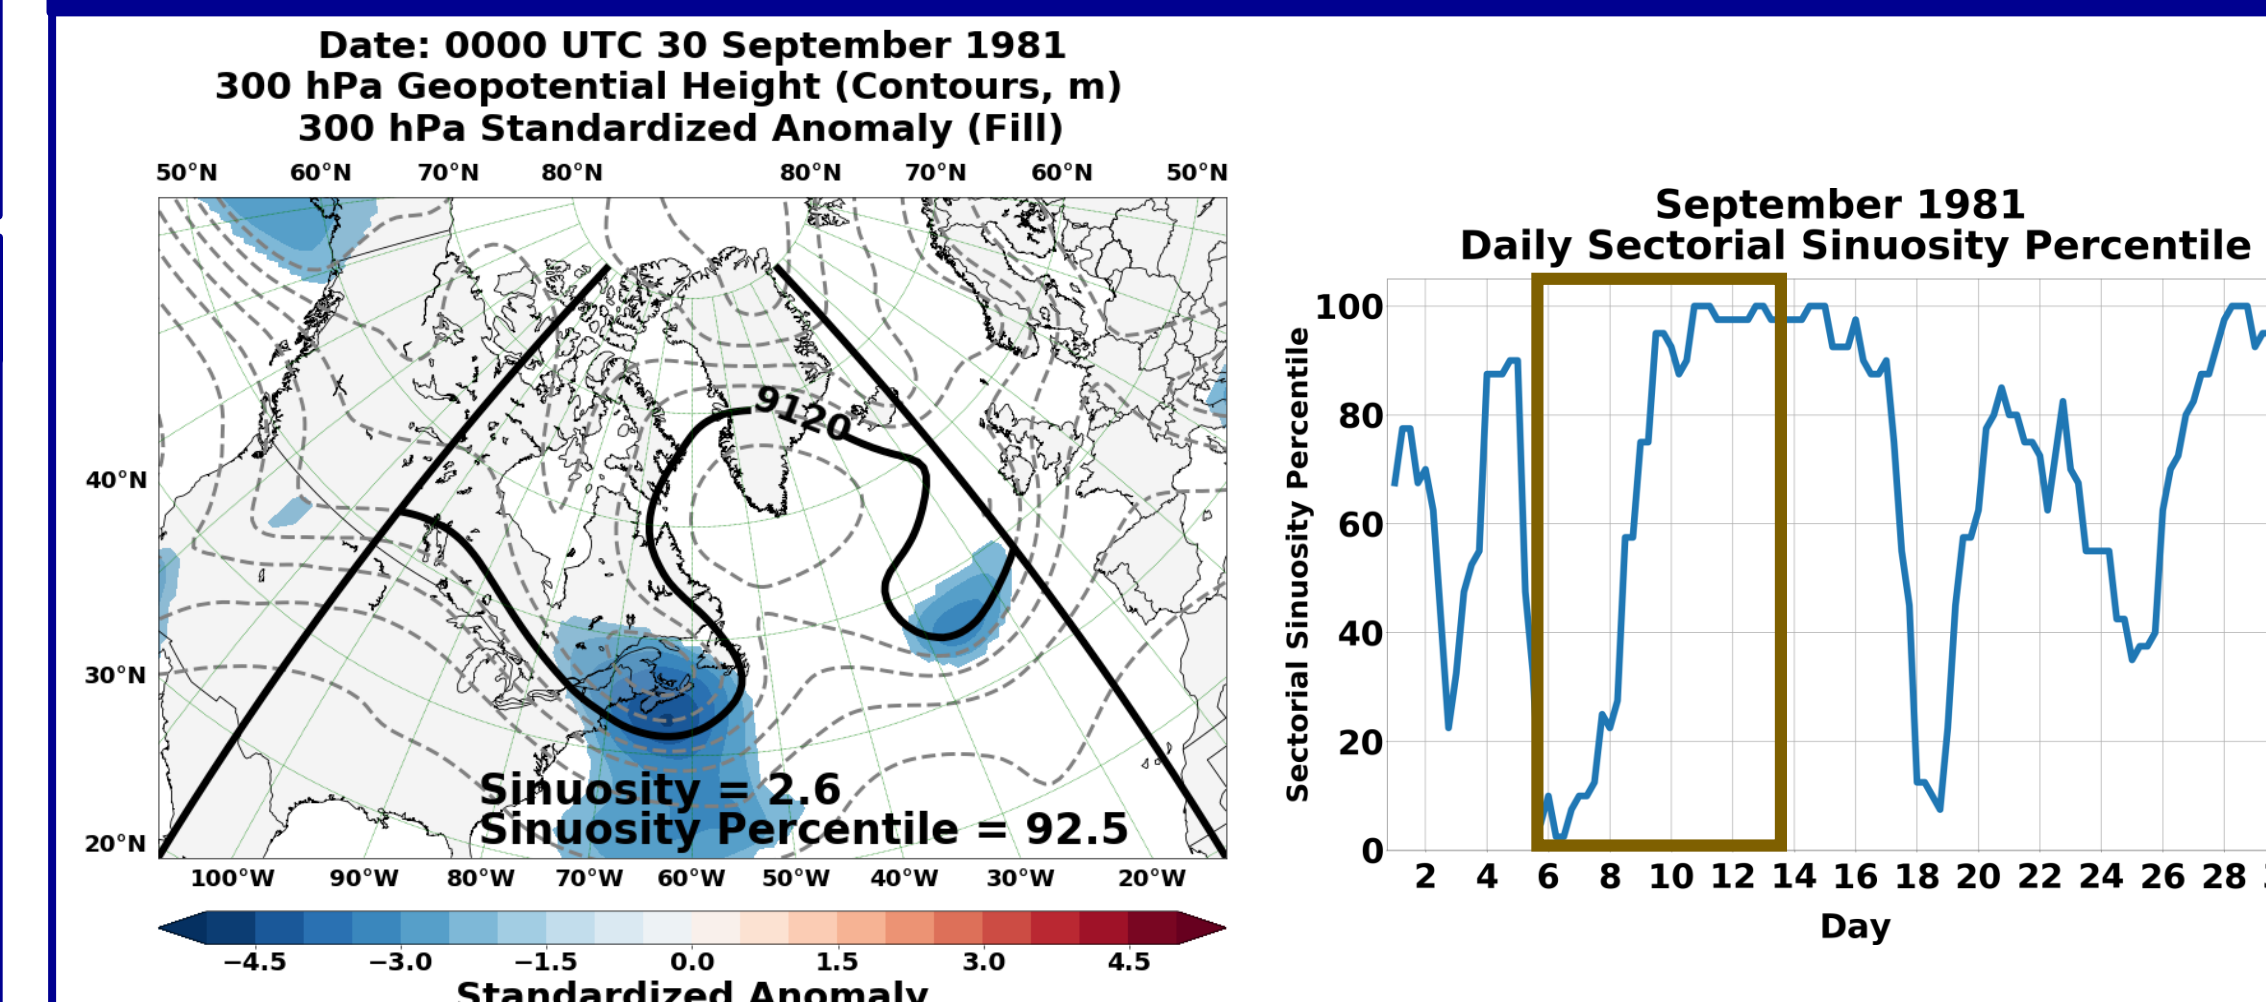 Date: 0000 UTC 30 September 1981
300 hPa Geopotential Height (Contours, m)
300 hPa Standardized Anomaly (Fill)
50°N 60°N 70°N 80°N 80°N 70°N 60°N 50°N
9120
40°N
30°N
20°N
Sinuosity = 2.6
Sinuosity Percentile = 92.5
100°W 90°W 80°W 70°W 60°W 50°W 40°W 30°W 20°W
−4.5 −3.0 −1.5 0.0 1.5 3.0 4.5
Standardized Anomaly
September 1981
Daily Sectorial Sinuosity Percentile
Sectorial Sinuosity Percentile
100
80
60
40
20
0
2 4 6 8 10 12 14 16 18 20 22 24 26 28
Day